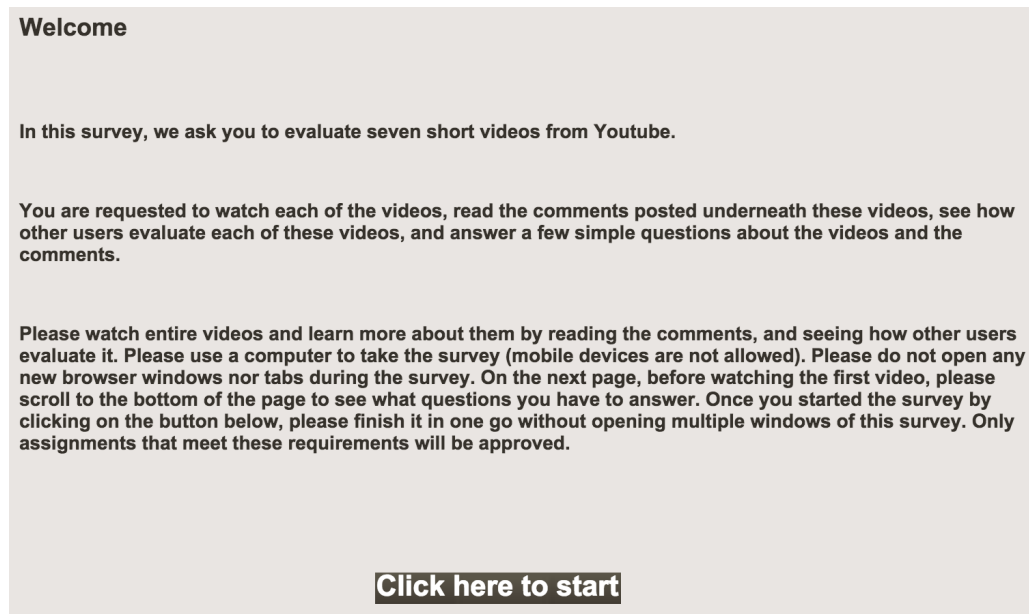 Welcome
In this survey, we ask you to evaluate seven short videos from Youtube.
You are requested to watch each of the videos, read the comments posted underneath these videos, see how
other users evaluate each of these videos, and answer a few simple questions about the videos and the
comments.
Please watch entire videos and learn more about them by reading the comments, and seeing how other users
evaluate it. Please use a computer to take the survey (mobile devices are not allowed). Please do not open any
new browser windows nor tabs during the survey. On the next page, before watching the first video, please
scroll to the bottom of the page to see what questions you have to answer. Once you started the survey by
clicking on the button below, please finish it in one go without opening multiple windows of this survey. Only
assignments that meet these requirements will be approved.
Click here to start